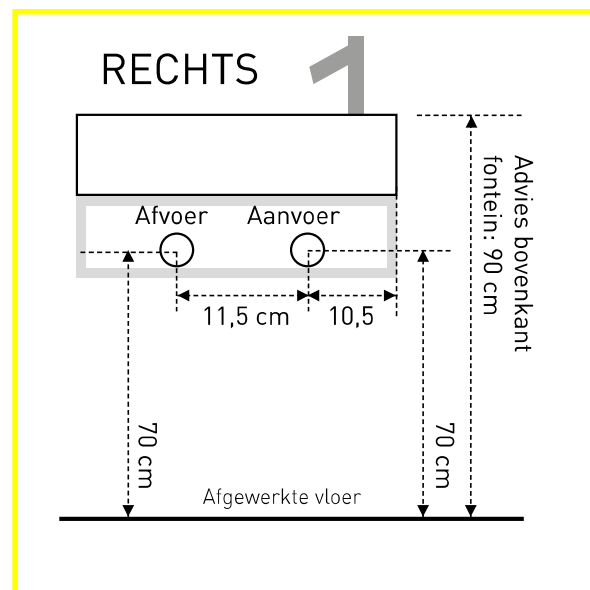 RECHTS
Afvoer
Aanvoer
11,5 cm
10,5
Advies bovenkant
fontein: 90 cm
70 cm
70 cm
Afgewerkte vloer